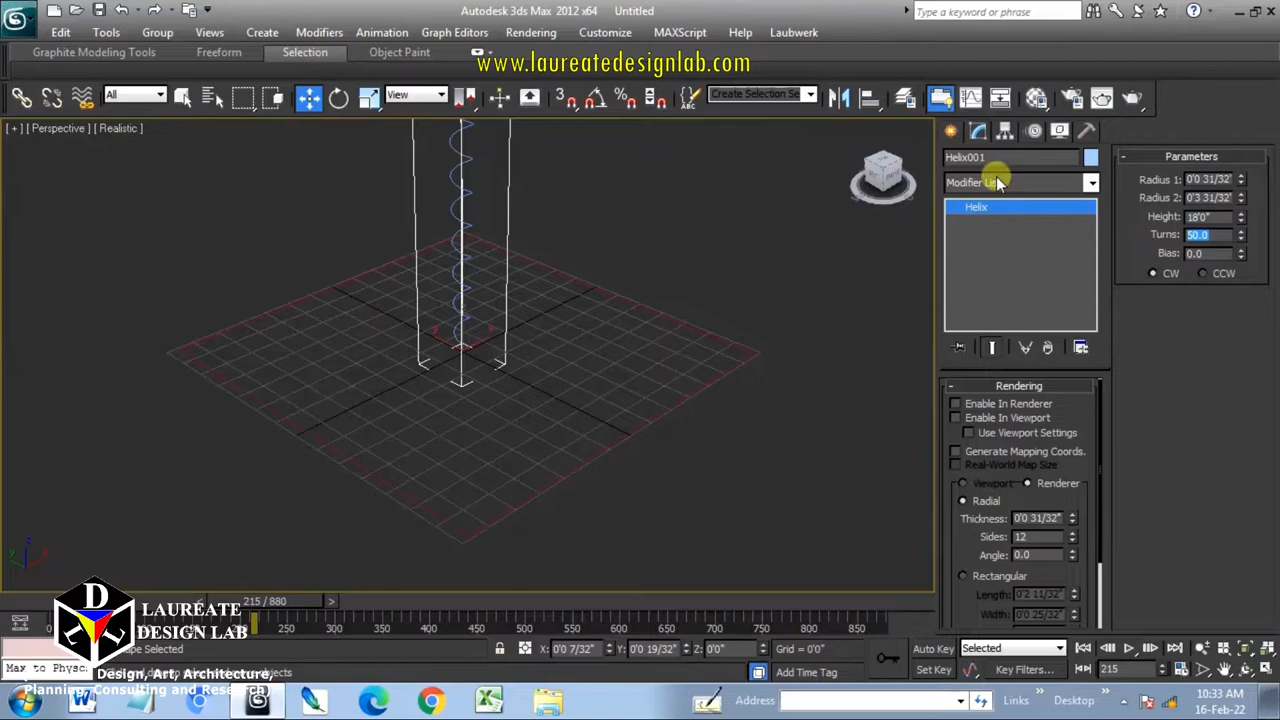 Autodesk 3ds Max 2012 x64 Untitled
Type a keyword or phrase
Edit Tools Group Views Create Modifiers Animation Graph Editors Rendering Customize MAXScript Help Laubwerk
Graphite Modeling Tools Freeform Selection Object Paint
www.laureatedesignlab.com
All View Create Selection Se
[ + ] [ Perspective ] [ Realistic ]
Helix001
Modifier List
Helix
Parameters
Radius 1: 0'0 31/32"
Radius 2: 0'3 31/32"
Height: 18'0"
Turns: 50.0
Bias: 0.0
CW CCW
Rendering
Enable In Renderer
Enable In Viewport
Use Viewport Settings
Generate Mapping Coords.
Real-World Map Size
Viewport Renderer
Radial
Thickness: 0'0 31/32"
Sides: 12
Angle: 0.0
Rectangular
Length: 0'2 11/32"
Width: 0'0 25/32"
< 215 / 880 >
250 300 350 400 450 500 550 600 650 700 750 800 850
Selected
X: 0'0 7/32" Y: 0'0 19/32" Z: 0'0" Grid = 0'0"
Auto Key Selected
Max to Physc
Add Time Tag
Set Key Key Filters... 215
D
LAUREATE
DESIGN LAB
Design, Art, Architecture,
Planning, Consulting and Research)
Address Links Desktop
10:33 AM
16-Feb-22